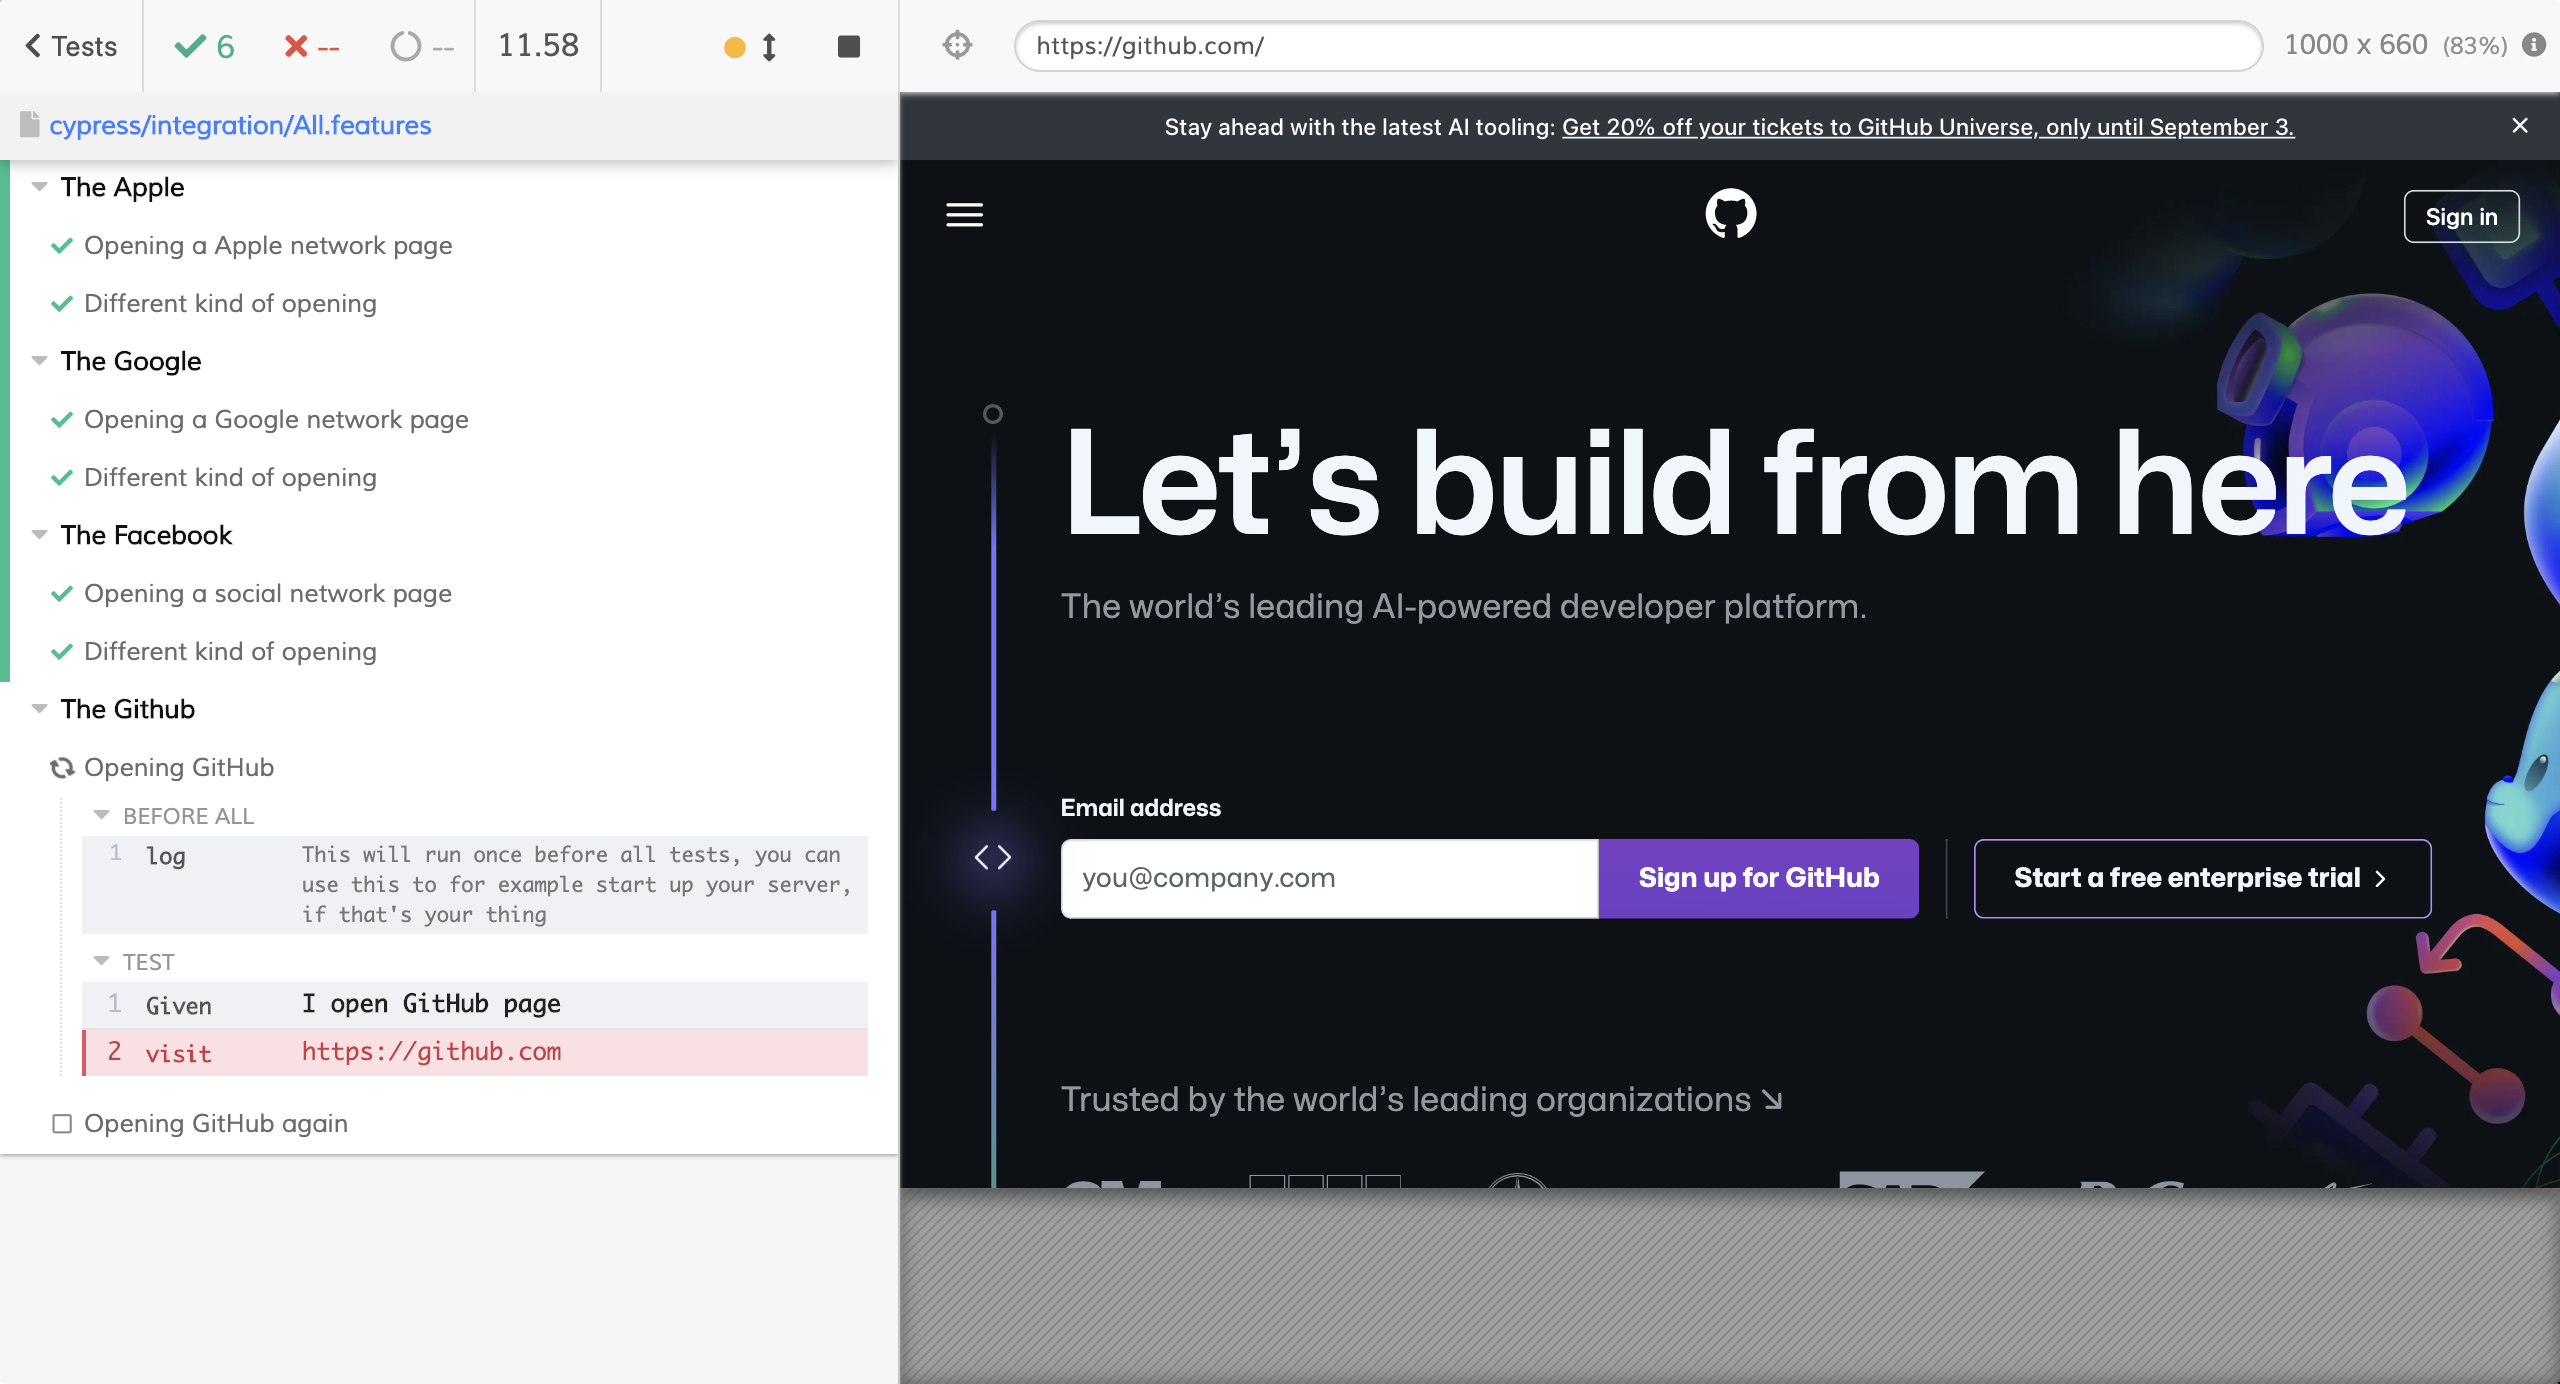 Tests
6
--
--
11.58
https://github.com/
1000 x 660 (83%)
cypress/integration/All.features
The Apple
Opening a Apple network page
Different kind of opening
The Google
Opening a Google network page
Different kind of opening
The Facebook
Opening a social network page
Different kind of opening
The Github
Opening GitHub
BEFORE ALL
1 log This will run once before all tests, you can
use this to for example start up your server,
if that's your thing
TEST
1 Given I open GitHub page
2 visit https://github.com
Opening GitHub again
Stay ahead with the latest AI tooling: Get 20% off your tickets to GitHub Universe, only until September 3.
Sign in
Let’s build from here
The world’s leading AI-powered developer platform.
Email address
you@company.com
Sign up for GitHub
Start a free enterprise trial
Trusted by the world’s leading organizations